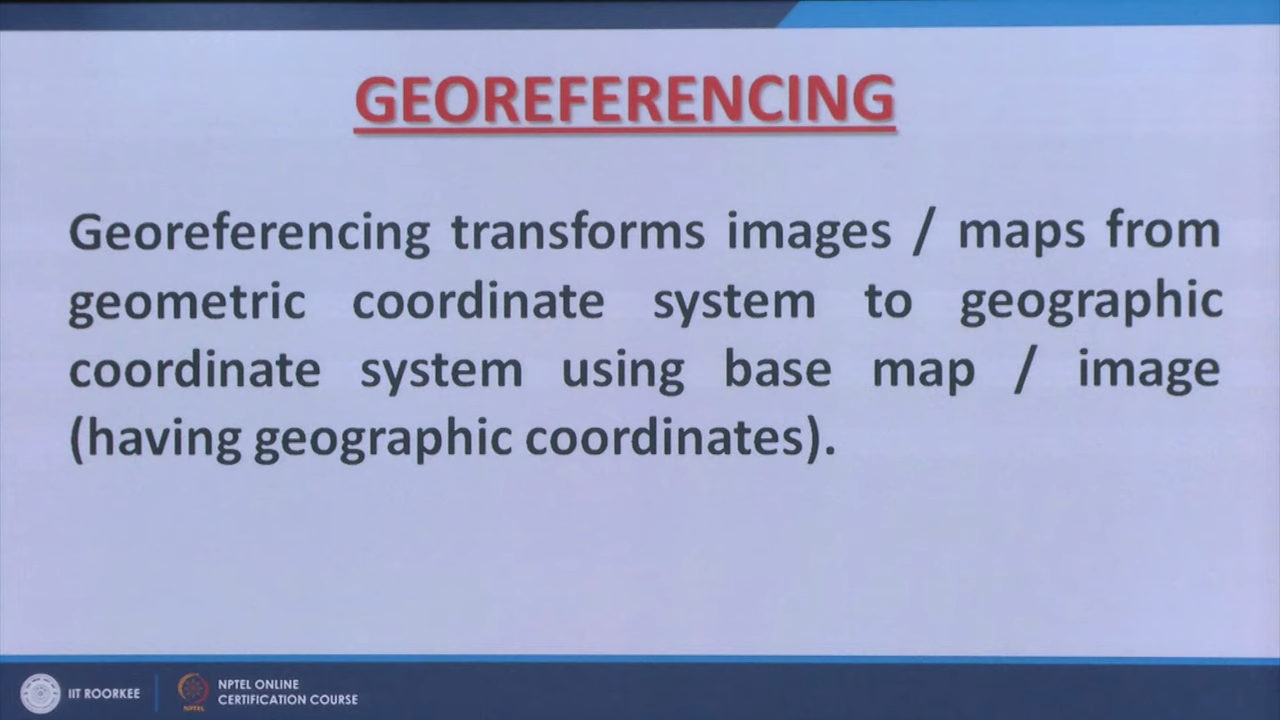 GEOREFERENCING
Georeferencing transforms images / maps from
geometric coordinate system to geographic
coordinate system using base map / image
(having geographic coordinates).
IIT ROORKEE
NPTEL
NPTEL ONLINE
CERTIFICATION COURSE